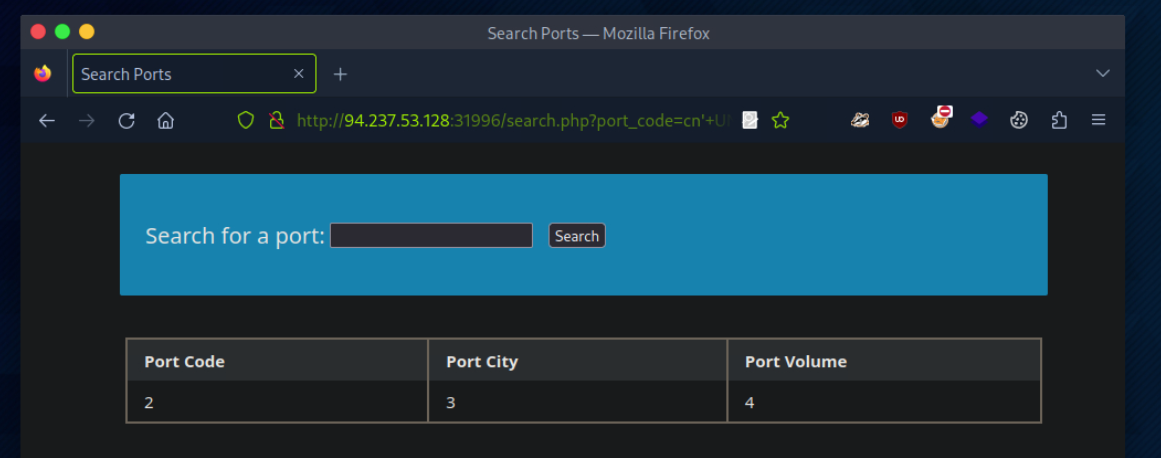 Search Ports — Mozilla Firefox
Search Ports
http://94.237.53.128:31996/search.php?port_code=cn'+U
Search for a port: Search
Port Code Port City Port Volume
2 3 4